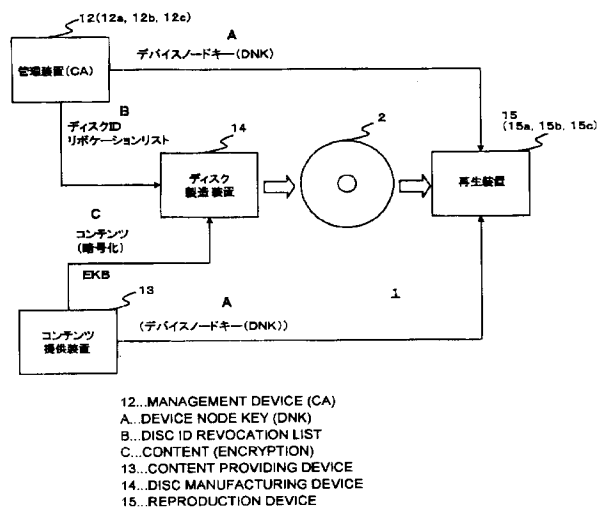 12(12a, 12b, 12c)
管理装置(CA)
A
デバイスノードキー(DNK)
B
ディスクID
リボケーションリスト
14
ディスク
製造装置
2
15
(15a, 15b, 15c)
再生装置
C
コンテンツ
(暗号化)
EKB
13
コンテンツ
提供装置
A
(デバイスノードキー(DNK))
1
12...MANAGEMENT DEVICE (CA)
A...DEVICE NODE KEY (DNK)
B...DISC ID REVOCATION LIST
C...CONTENT (ENCRYPTION)
13...CONTENT PROVIDING DEVICE
14...DISC MANUFACTURING DEVICE
15...REPRODUCTION DEVICE